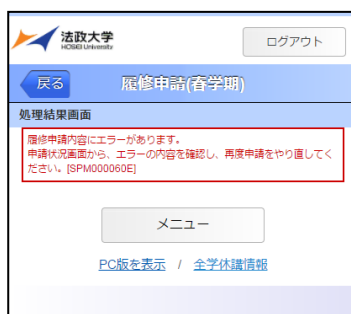 法政大学
HOSEI University
ログアウト
戻る
履修申請(春学期)
処理結果画面
履修申請内容にエラーがあります。
申請状況画面から、エラーの内容を確認し、再度申請をやり直してく
ださい。[SPM000060E]
メニュー
PC版を表示 / 全学休講情報